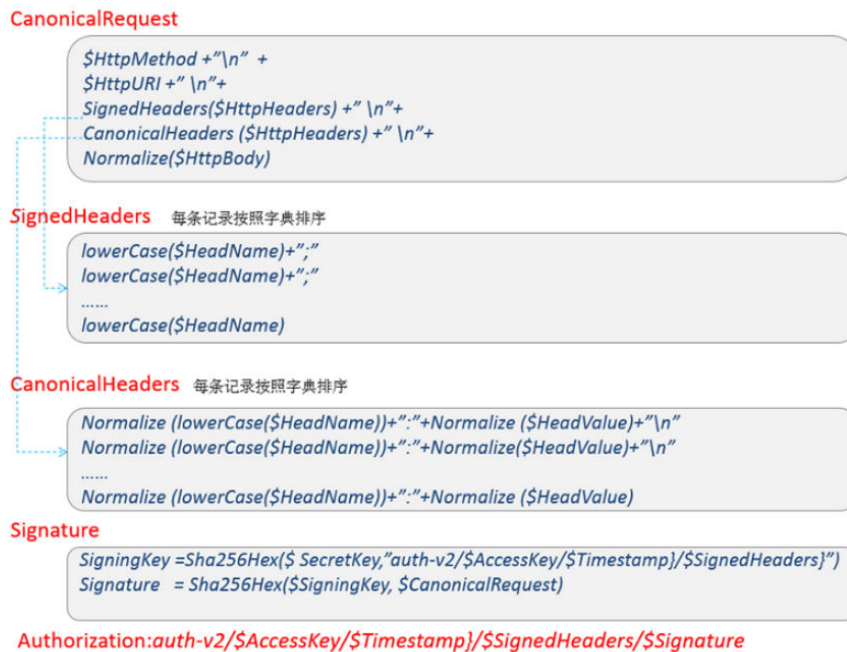 CanonicalRequest
$HttpMethod +”\n” +
$HttpURI +” \n”+
SignedHeaders($HttpHeaders) +” \n”+
CanonicalHeaders ($HttpHeaders) +” \n”+
Normalize($HttpBody)
SignedHeaders 每条记录按照字典排序
lowerCase($HeadName)+”;”
lowerCase($HeadName)+”;”
......
lowerCase($HeadName)
CanonicalHeaders 每条记录按照字典排序
Normalize (lowerCase($HeadName))+”:”+Normalize ($HeadValue)+”\n”
Normalize (lowerCase($HeadName))+”:”+Normalize($HeadValue)+”\n”
......
Normalize (lowerCase($HeadName))+”:”+Normalize ($HeadValue)
Signature
SigningKey =Sha256Hex($ SecretKey,”auth-v2/$AccessKey/$Timestamp}/$SignedHeaders}”)
Signature = Sha256Hex($SigningKey, $CanonicalRequest)
Authorization:auth-v2/$AccessKey/$Timestamp}/$SignedHeaders/$Signature